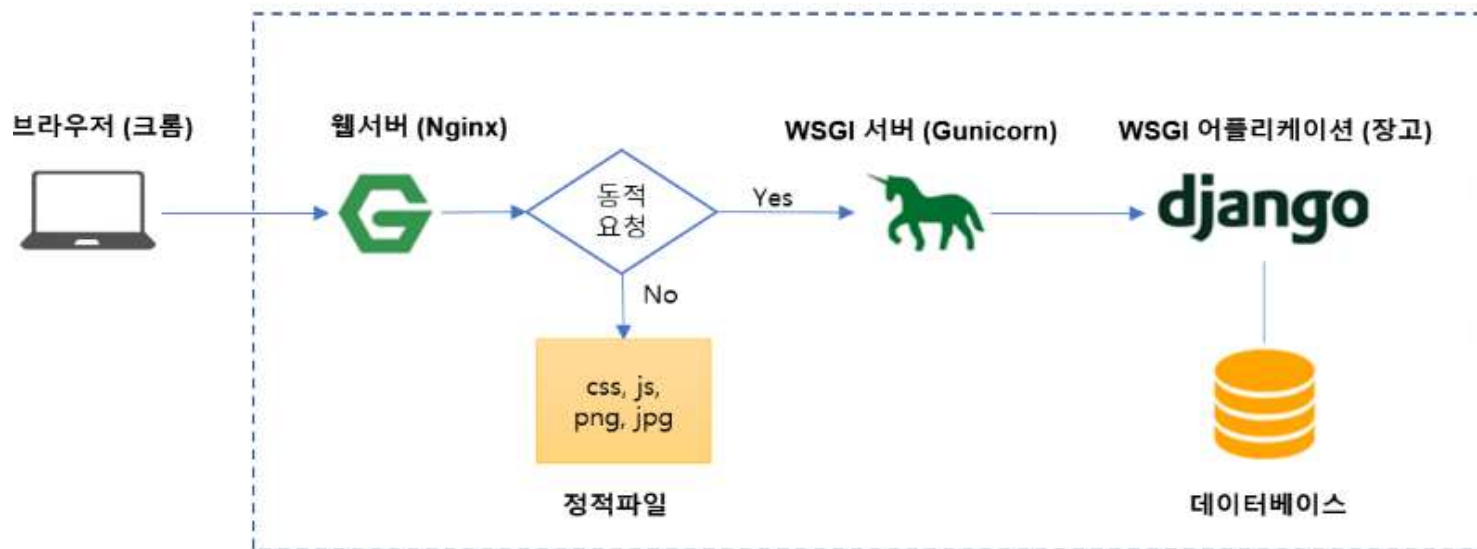 브라우저 (크롬)
웹서버 (Nginx)
WSGI 서버 (Gunicorn)
WSGI 어플리케이션 (장고)
동적
요청
Yes
django
No
css, js,
png, jpg
정적파일
데이터베이스